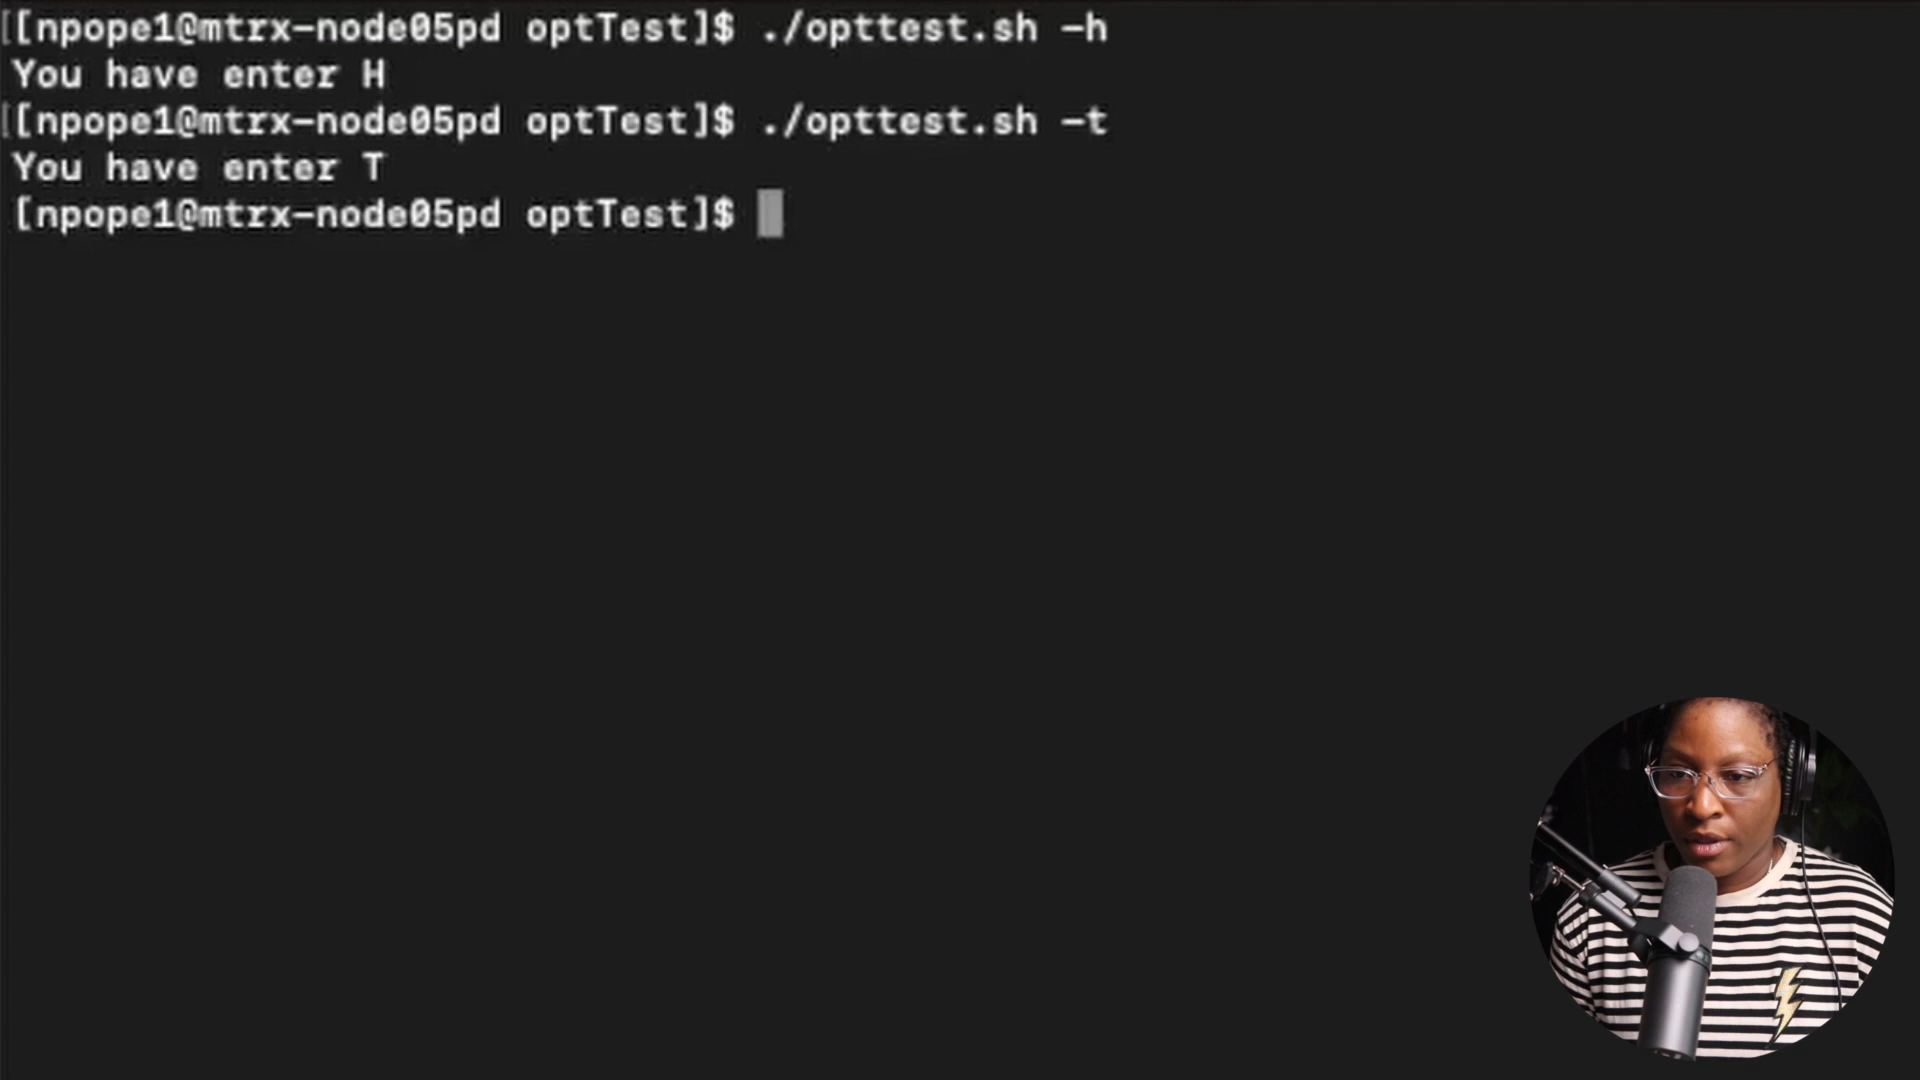 [[npope1@mtrx-node05pd optTest]$ ./opttest.sh -h
You have enter H
[[npope1@mtrx-node05pd optTest]$ ./opttest.sh -t
You have enter T
[npope1@mtrx-node05pd optTest]$